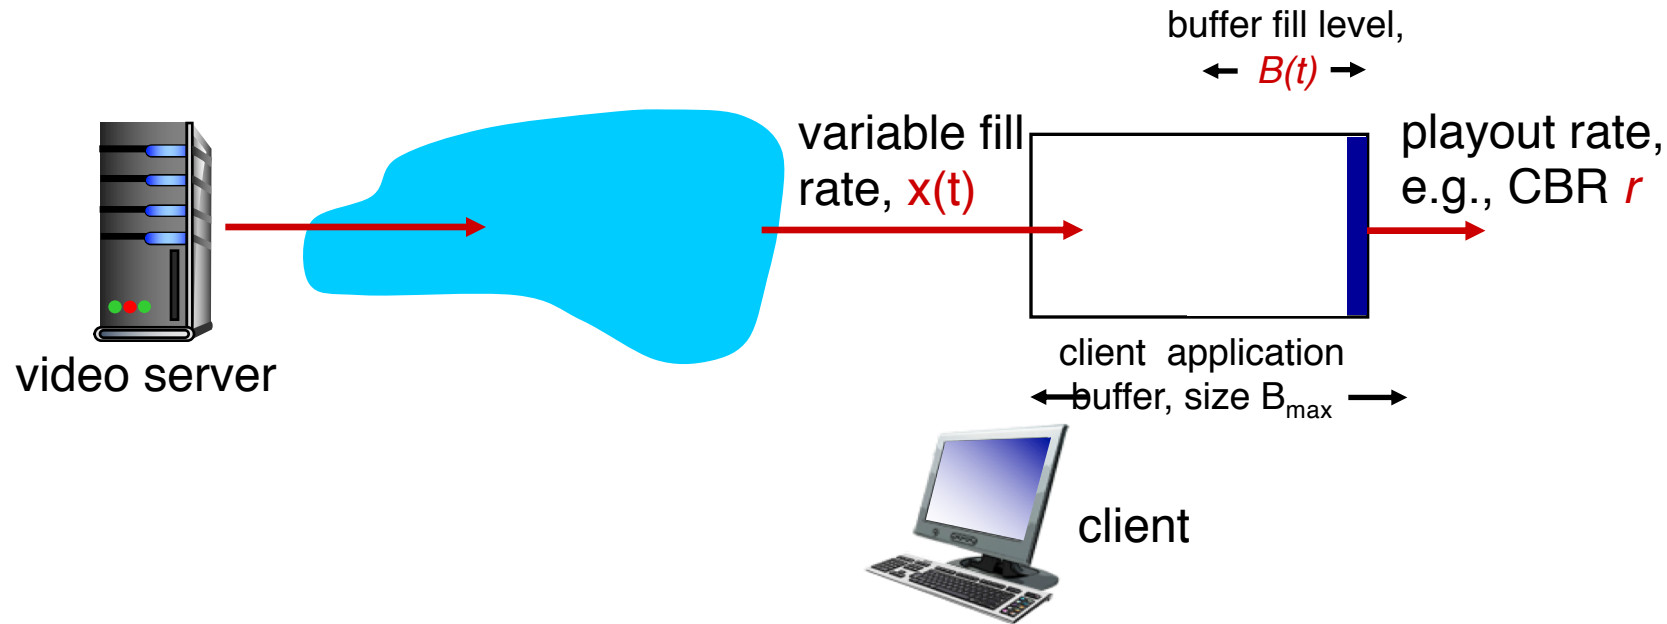 buffer fill level,
B(t)
variable fill
rate, x(t)
playout rate,
e.g., CBR r
video server
client application
buffer, size Bmax
client